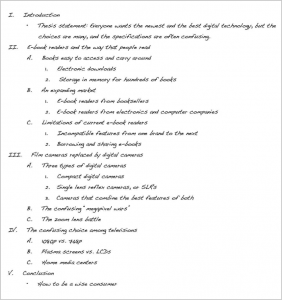 I. Introduction
- Thesis statement: Everyone wants the newest and the best digital technology, but the
choices are many, and the specifications are often confusing.
II. E-book readers and the way that people read
A. Books easy to access and carry around
1. Electronic downloads
2. Storage in memory for hundreds of books
B. An expanding market
1. E-book readers from booksellers
2. E-book readers from electronics and computer companies
C. Limitations of current e-book readers
1. Incompatible features from one brand to the next
2. Borrowing and sharing e-books
III. Film cameras replaced by digital cameras
A. Three types of digital cameras
1. Compact digital cameras
2. Single lens reflex cameras, or SLR's
3. Cameras that combine the best features of both
B. The confusing "megapixel wars"
C. The zoom lens battle
IV. The confusing choice among televisions
A. 1080p vs. 768p
B. Plasma screens vs. LCDs
C. Home media centers
V. Conclusion
- How to be a wise consumer